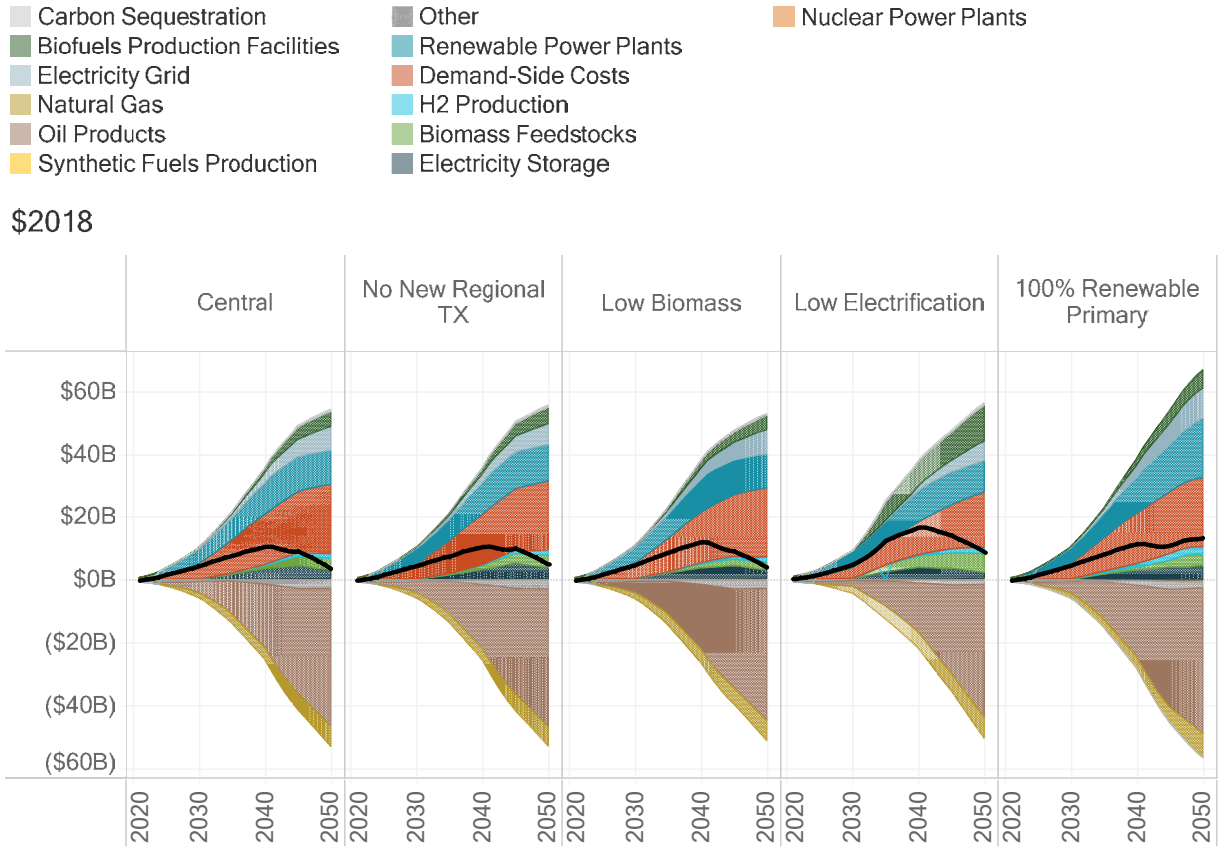 Carbon Sequestration
Biofuels Production Facilities
Electricity Grid
Natural Gas
Oil Products
Synthetic Fuels Production
Other
Renewable Power Plants
Demand-Side Costs
H2 Production
Biomass Feedstocks
Electricity Storage
Nuclear Power Plants
$2018
Central
No New Regional
TX
Low Biomass
Low Electrification
100% Renewable
Primary
$60B
$40B
$20B
$0B
($20B)
($40B)
($60B)
2020 2030 2040 2050 2020 2030 2040 2050 2020 2030 2040 2050 2020 2030 2040 2050 2020 2030 2040 2050